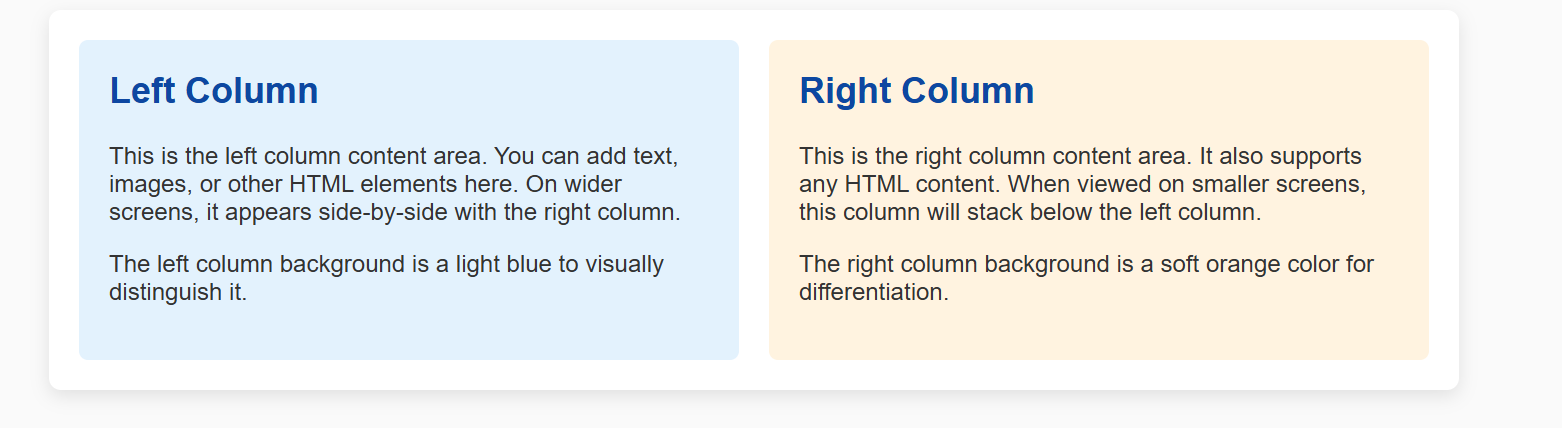 Left Column
This is the left column content area. You can add text,
images, or other HTML elements here. On wider
screens, it appears side-by-side with the right column.
The left column background is a light blue to visually
distinguish it.
Right Column
This is the right column content area. It also supports
any HTML content. When viewed on smaller screens,
this column will stack below the left column.
The right column background is a soft orange color for
differentiation.